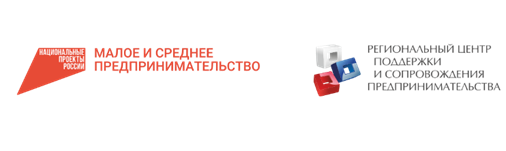 НАЦИОНАЛЬНЫЕ
ПРОЕКТЫ
РОССИИ
МАЛОЕ И СРЕДНЕЕ
ПРЕДПРИНИМАТЕЛЬСТВО
РЕГИОНАЛЬНЫЙ ЦЕНТР
ПОДДЕРЖКИ
И СОПРОВОЖДЕНИЯ
ПРЕДПРИНИМАТЕЛЬСТВА